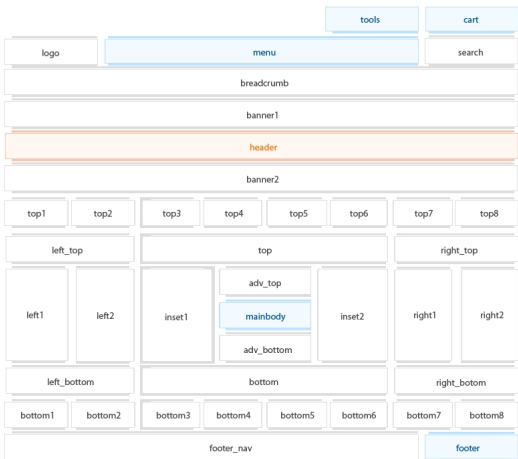 tools cart
logo menu search
breadcrumb
banner1
header
banner2
top1 top2 top3 top4 top5 top6 top7 top8
left_top top right_top
adv_top
left1 left2 inset1 mainbody inset2 right1 right2
adv_bottom
left_bottom bottom right_botom
bottom1 bottom2 bottom3 bottom4 bottom5 bottom6 bottom7 bottom8
footer_nav footer